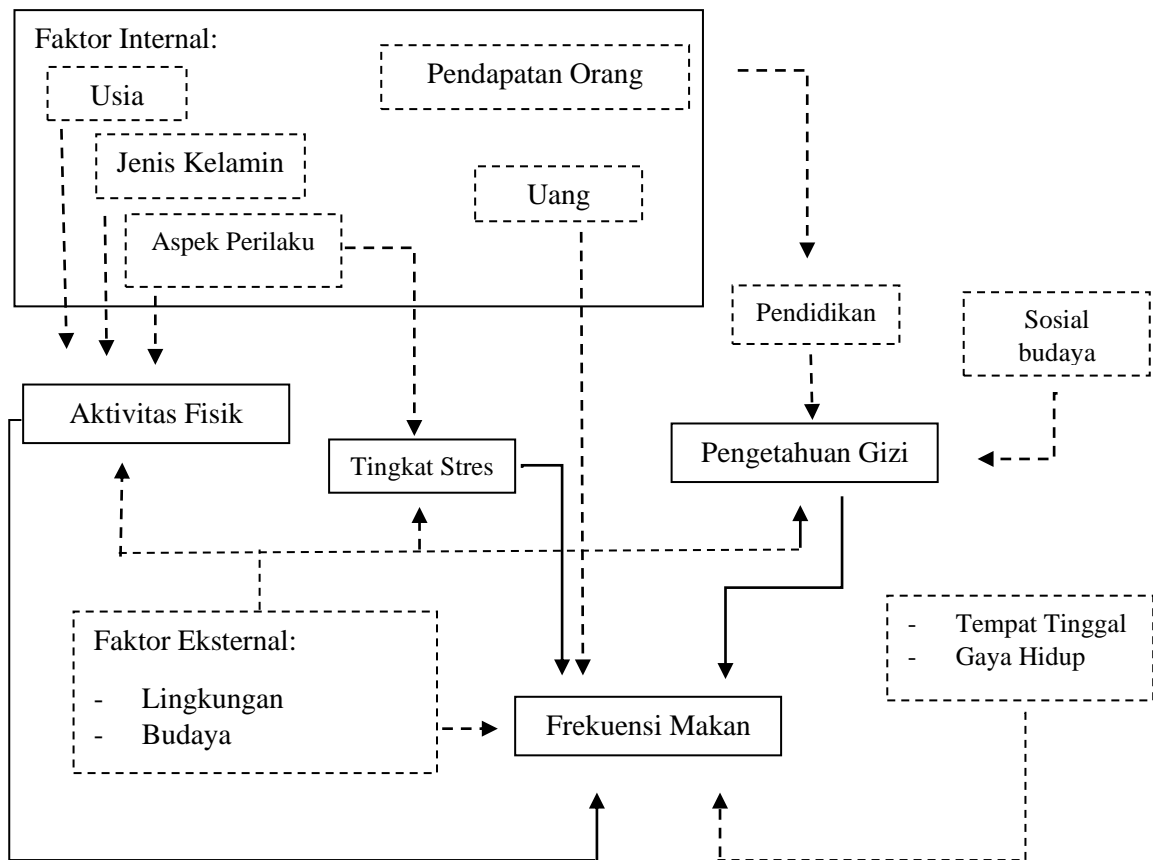 Faktor Internal:
Usia
Pendapatan Orang
Jenis Kelamin
Uang
Aspek Perilaku
Pendidikan
Sosial
budaya
Aktivitas Fisik
Tingkat Stres
Pengetahuan Gizi
Faktor Eksternal:
- Lingkungan
- Budaya
- Tempat Tinggal
- Gaya Hidup
Frekuensi Makan